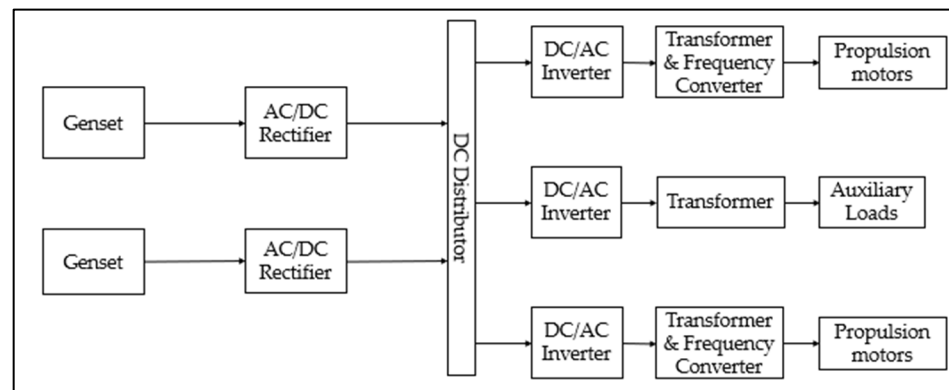 Genset
AC/DC
Rectifier
Genset
AC/DC
Rectifier
DC Distributor
DC/AC
Inverter
Transformer
& Frequency
Converter
Propulsion
motors
DC/AC
Inverter
Transformer
Auxiliary
Loads
DC/AC
Inverter
Transformer
& Frequency
Converter
Propulsion
motors